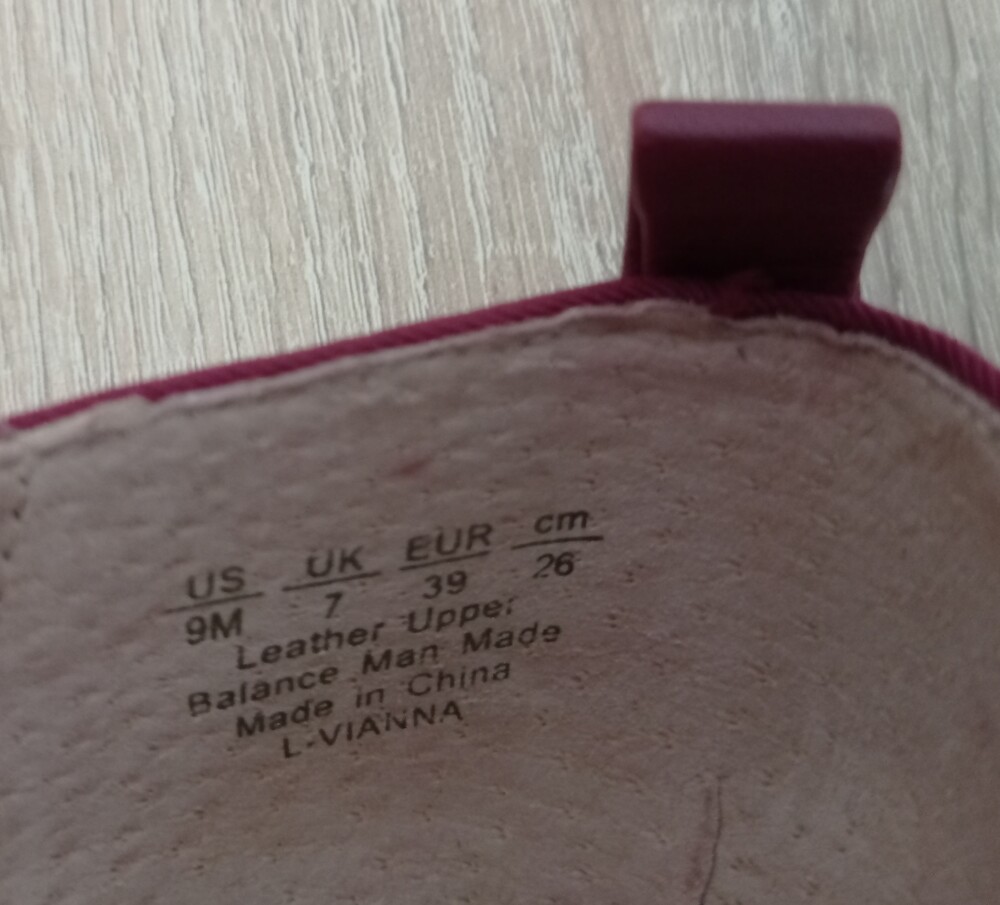 US UK EUR cm
9M 7 39 26
Leather Upper
Balance Man Made
Made in China
L-VIANNA